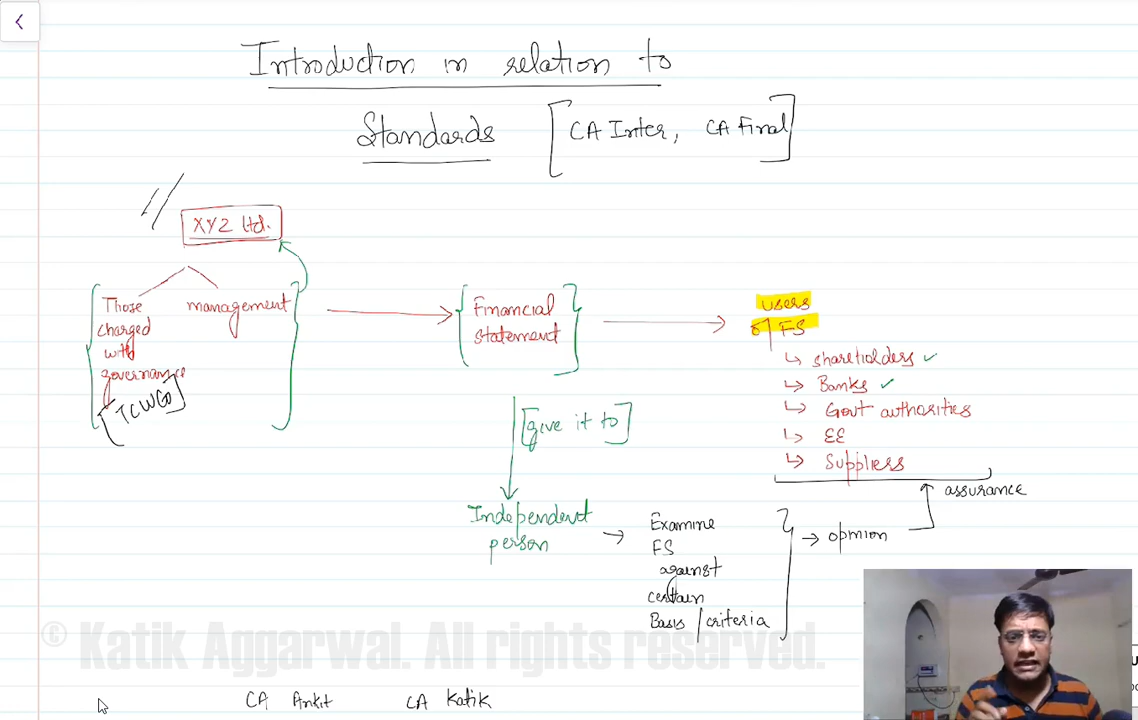 Introduction in relation to
Standards [CA Inter, CA Final]
XYZ Ltd.
Those charged with governance
[TCWG]
management
Financial statement
users of FS
shareholders
Banks
Govt authorities
EE
Suppliess
assurance
[give it to]
Independent person
Examine
FS
against
certain
Basis / criteria
opinion
© Katik Aggarwal. All rights reserved.
CA Ankit CA Katik